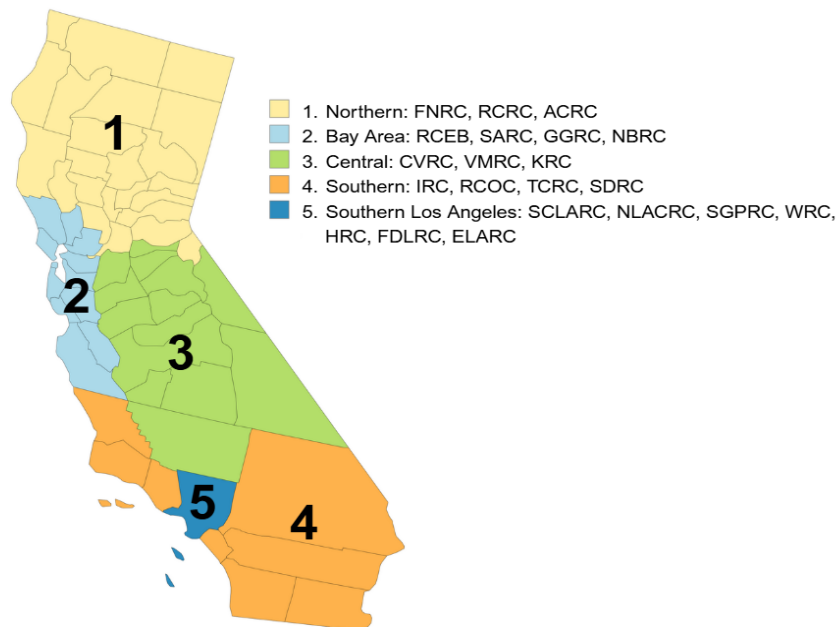 1. Northern: FNRC, RCRC, ACRC
2. Bay Area: RCEB, SARC, GGRC, NBRC
3. Central: CVRC, VMRC, KRC
4. Southern: IRC, RCOC, TCRC, SDRC
5. Southern Los Angeles: SCLARC, NLACRC, SGPRC, WRC,
HRC, FDLRC, ELARC
1
2
3
5
4